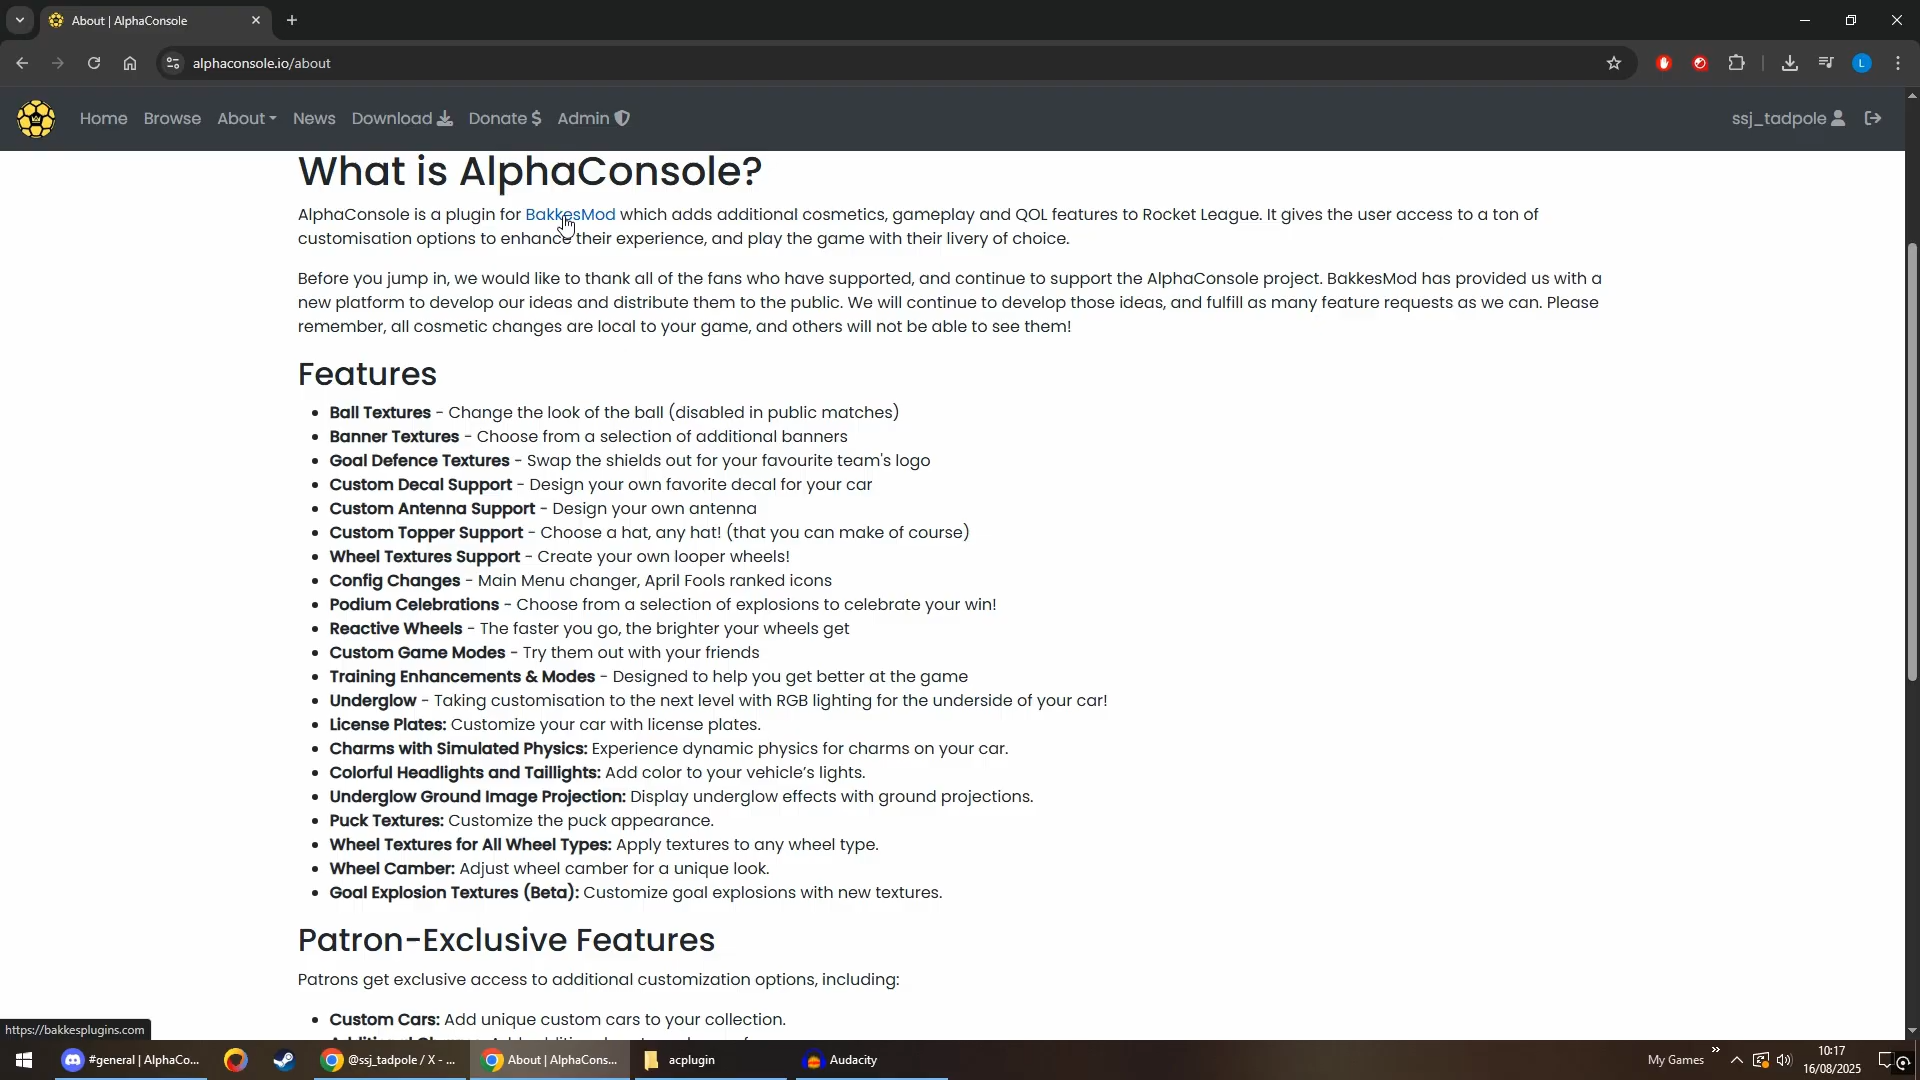 About | AlphaConsole
alphaconsole.io/about
L
Home Browse About News Download Donate $ Admin
ssj_tadpole
What is AlphaConsole?
AlphaConsole is a plugin for BakkesMod which adds additional cosmetics, gameplay and QOL features to Rocket League. It gives the user access to a ton of
customisation options to enhance their experience, and play the game with their livery of choice.
Before you jump in, we would like to thank all of the fans who have supported, and continue to support the AlphaConsole project. BakkesMod has provided us with a
new platform to develop our ideas and distribute them to the public. We will continue to develop those ideas, and fulfill as many feature requests as we can. Please
remember, all cosmetic changes are local to your game, and others will not be able to see them!
Features
• Ball Textures - Change the look of the ball (disabled in public matches)
• Banner Textures - Choose from a selection of additional banners
• Goal Defence Textures - Swap the shields out for your favourite team's logo
• Custom Decal Support - Design your own favorite decal for your car
• Custom Antenna Support - Design your own antenna
• Custom Topper Support - Choose a hat, any hat! (that you can make of course)
• Wheel Textures Support - Create your own looper wheels!
• Config Changes - Main Menu changer, April Fools ranked icons
• Podium Celebrations - Choose from a selection of explosions to celebrate your win!
• Reactive Wheels - The faster you go, the brighter your wheels get
• Custom Game Modes - Try them out with your friends
• Training Enhancements & Modes - Designed to help you get better at the game
• Underglow - Taking customisation to the next level with RGB lighting for the underside of your car!
• License Plates: Customize your car with license plates.
• Charms with Simulated Physics: Experience dynamic physics for charms on your car.
• Colorful Headlights and Taillights: Add color to your vehicle’s lights.
• Underglow Ground Image Projection: Display underglow effects with ground projections.
• Puck Textures: Customize the puck appearance.
• Wheel Textures for All Wheel Types: Apply textures to any wheel type.
• Wheel Camber: Adjust wheel camber for a unique look.
• Goal Explosion Textures (Beta): Customize goal explosions with new textures.
Patron-Exclusive Features
Patrons get exclusive access to additional customization options, including:
• Custom Cars: Add unique custom cars to your collection.
https://bakkesplugins.com
#general | AlphaCo... @ssj_tadpole / X - ... About | AlphaCons... acplugin Audacity
My Games
10:17
16/08/2025